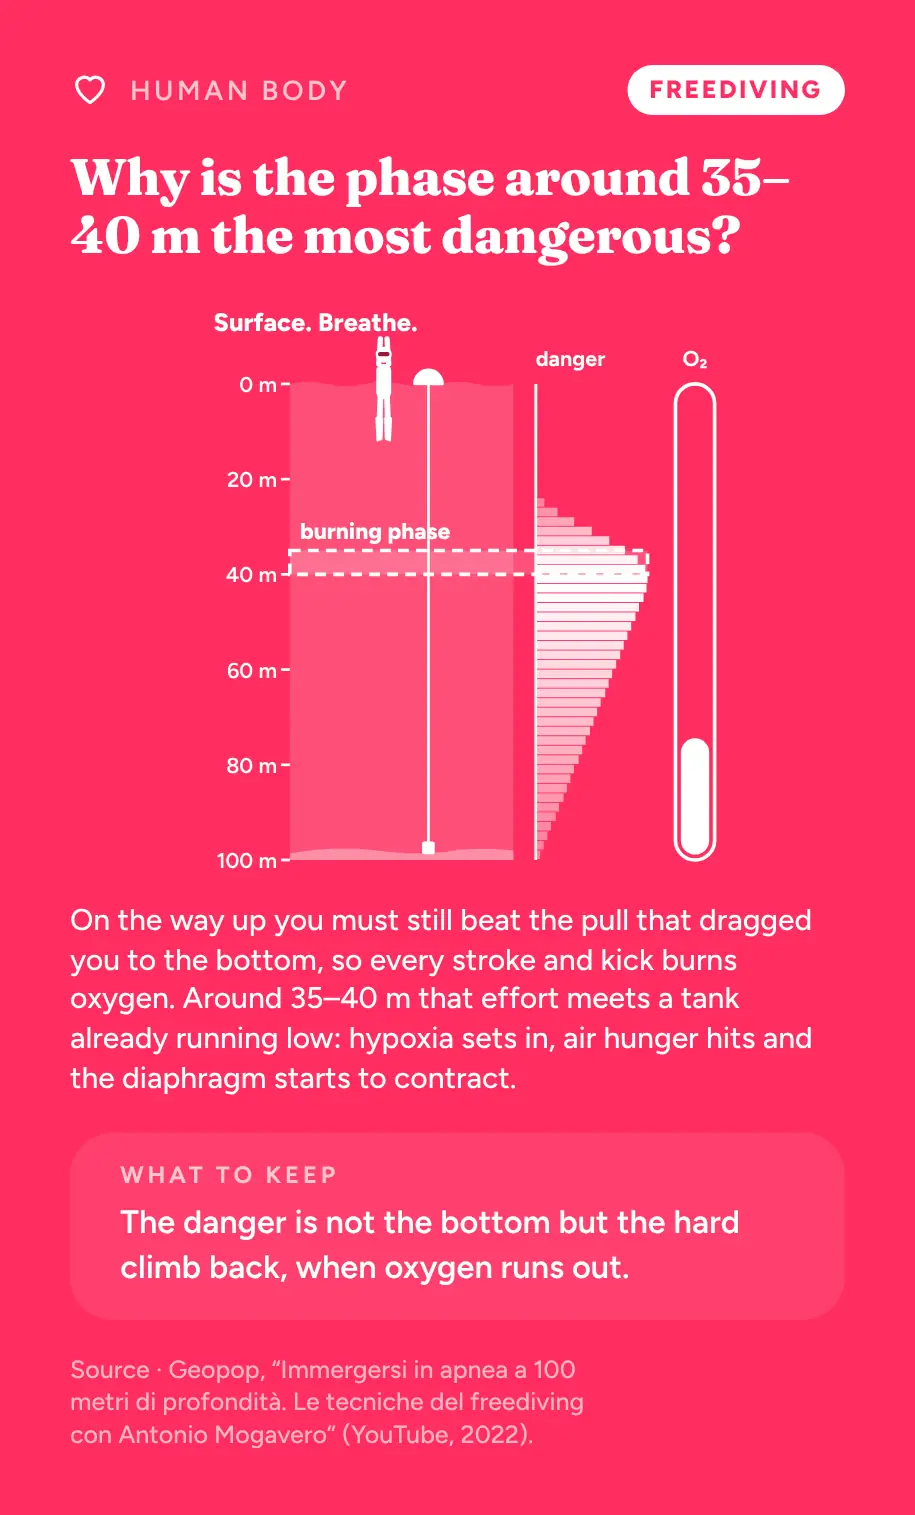 HUMAN BODY
FREEDIVING
Why is the phase around 35–
40 m the most dangerous?
Surface. Breathe.
danger
O₂
0 m
20 m
burning phase
40 m
60 m
80 m
100 m
On the way up you must still beat the pull that dragged
you to the bottom, so every stroke and kick burns
oxygen. Around 35–40 m that effort meets a tank
already running low: hypoxia sets in, air hunger hits and
the diaphragm starts to contract.
WHAT TO KEEP
The danger is not the bottom but the hard
climb back, when oxygen runs out.
Source · Geopop, “Immergersi in apnea a 100
metri di profondità. Le tecniche del freediving
con Antonio Mogavero” (YouTube, 2022).